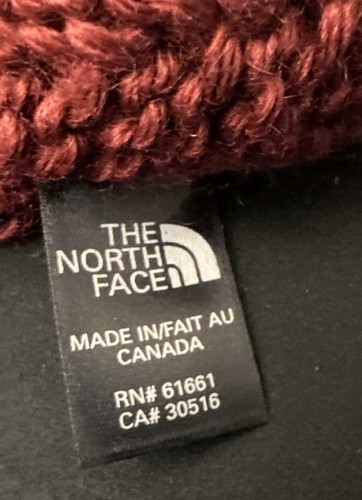 THE
NORTH
FACE
MADE IN/FAIT AU
CANADA
RN# 61661
CA# 30516